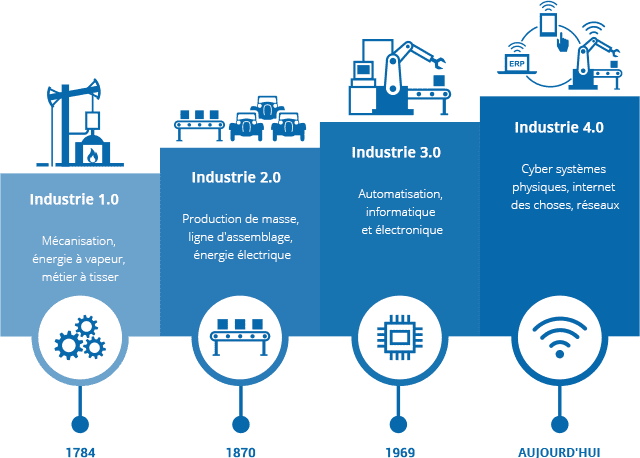 ERP
Industrie 1.0
Mécanisation,
énergie à vapeur,
métier à tisser
Industrie 2.0
Production de masse,
ligne d'assemblage,
énergie électrique
Industrie 3.0
Automatisation,
informatique
et électronique
Industrie 4.0
Cyber systèmes
physiques, internet
des choses, réseaux
1784
1870
1969
AUJOURD'HUI